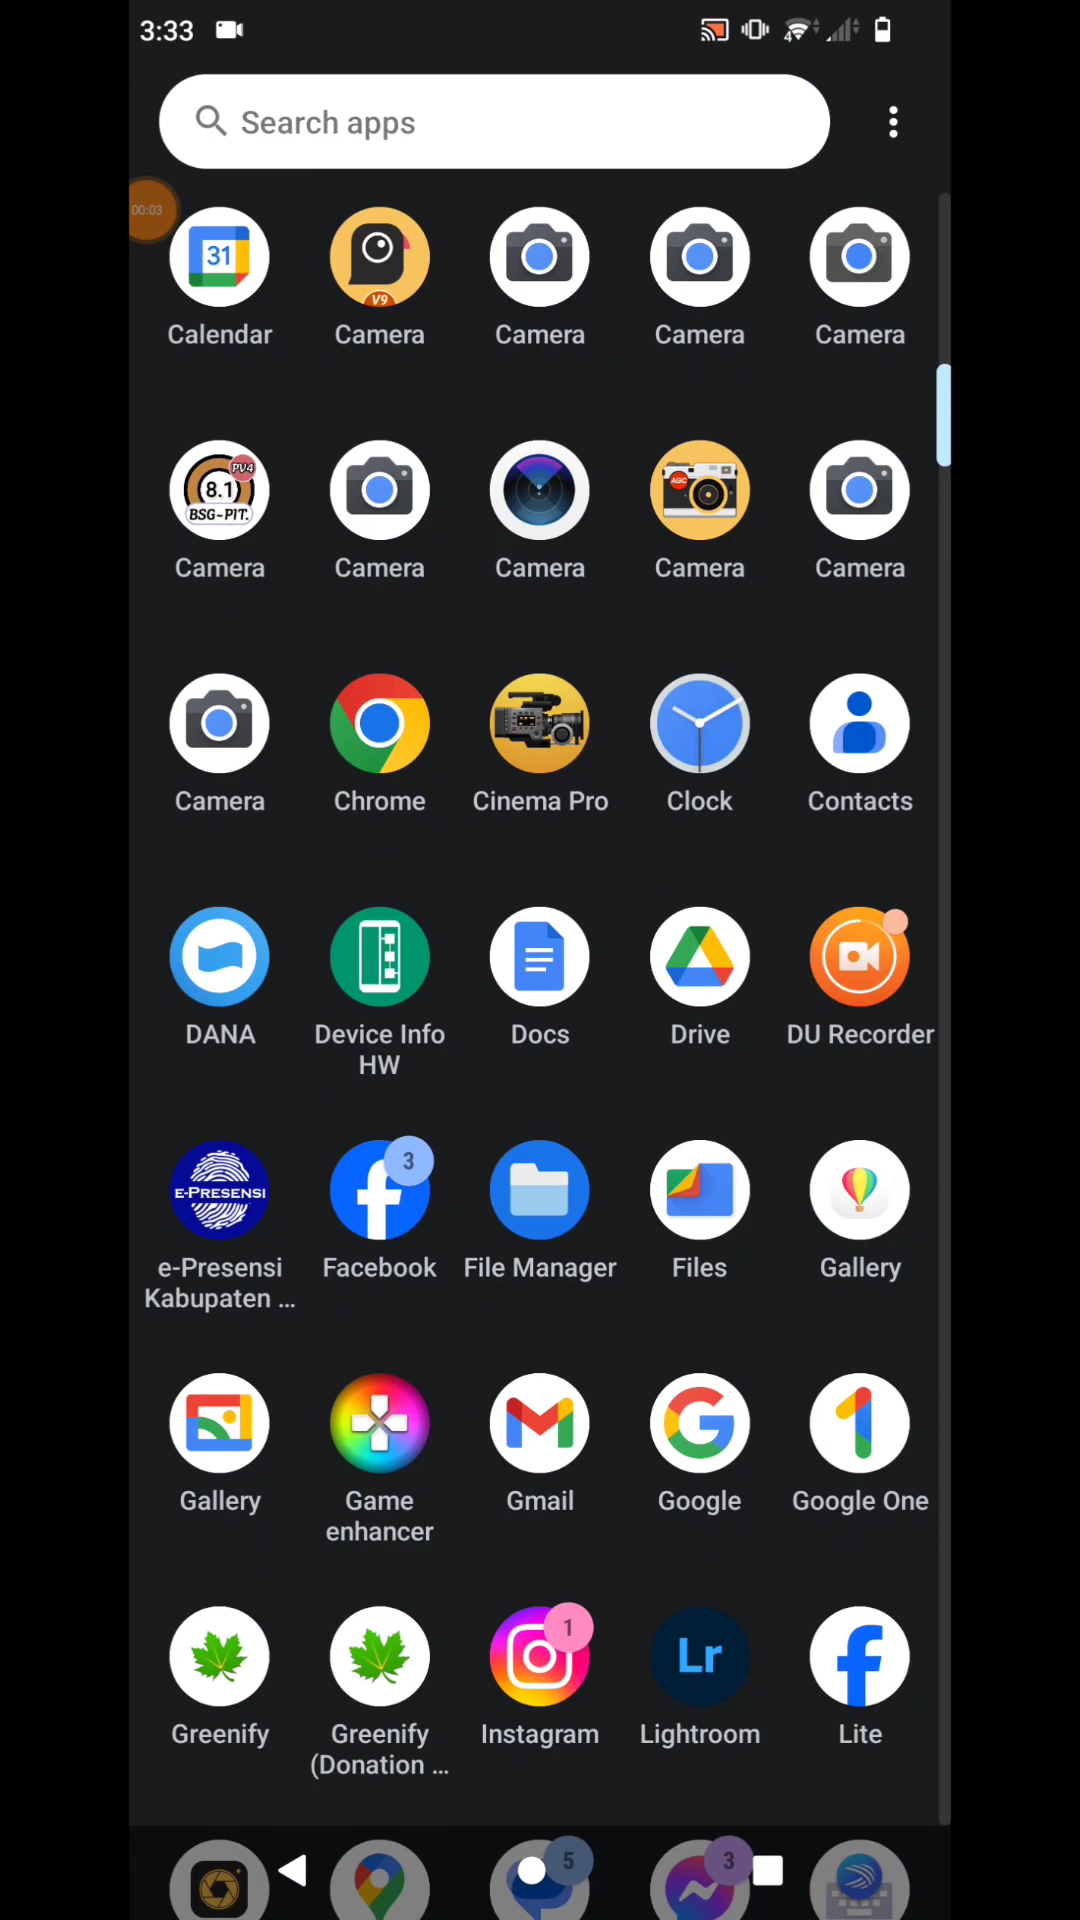 3:33
4
Search apps
00:03
31
V9
Calendar
Camera
Camera
Camera
Camera
PV4
8.1
BSG~PIT.
AGC
Camera
Camera
Camera
Camera
Camera
Camera
Chrome
Cinema Pro
Clock
Contacts
DANA
Device Info
HW
Docs
Drive
DU Recorder
3
E-PRESENSI
e-Presensi
Kabupaten ...
Facebook
File Manager
Files
Gallery
Gallery
Game
enhancer
Gmail
Google
Google One
1
Lr
Greenify
Greenify
(Donation ...
Instagram
Lightroom
Lite
5
3